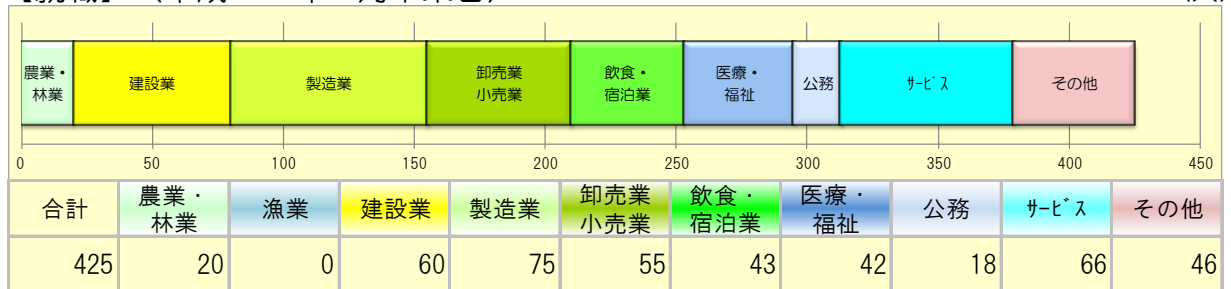 農業・
林業
建設業
製造業
卸売業
小売業
飲食・
宿泊業
医療・
福祉
公務
ｻｰﾋﾞｽ
その他
0 50 100 150 200 250 300 350 400 450
合計 農業・林業 漁業 建設業 製造業 卸売業小売業 飲食・宿泊業 医療・福祉 公務 ｻｰﾋﾞｽ その他
425 20 0 60 75 55 43 42 18 66 46